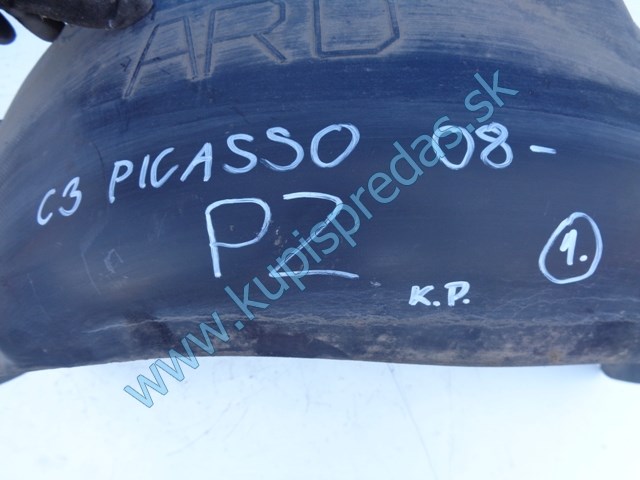 ARD
C3 PICASSO 08-
PZ
K.P. 1.
www.kupispredas.sk